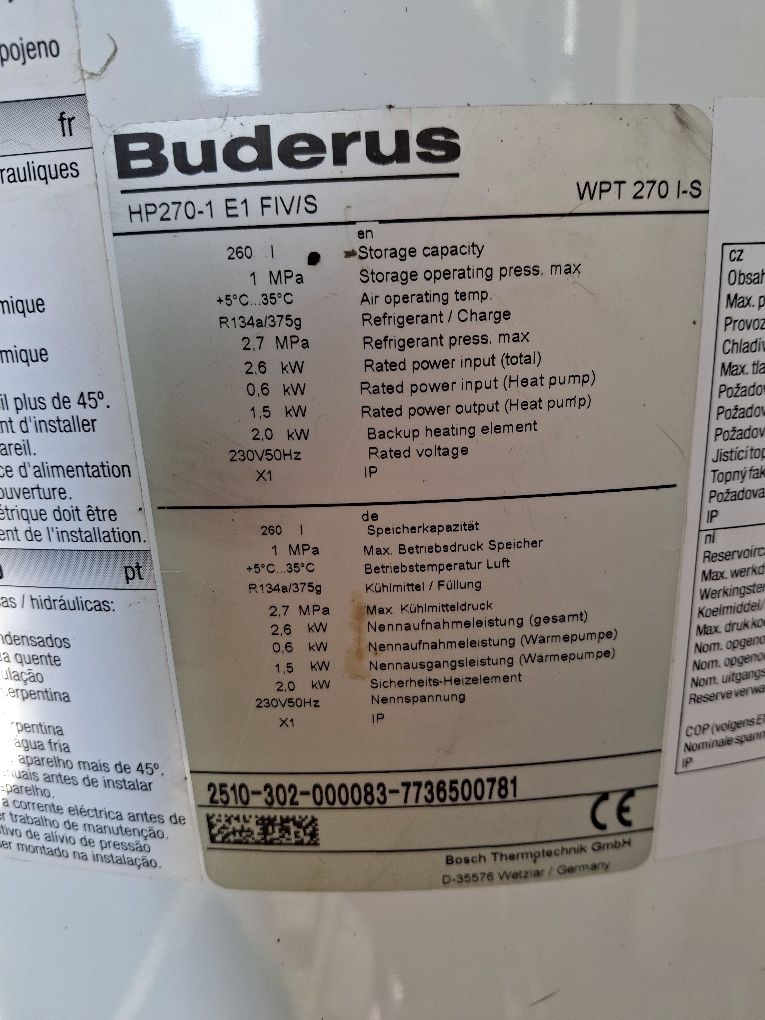 pojeno
fr
rauliques
mique
mique
il plus de 45º.
nt d'installer
areil.
ce d'alimentation
ouverture.
étrique doit être
ent de l'installation.
pt
as / hidráulicas:
ndensados
a quente
ulação
erpentina
pentina
água fria
aparelho mais de 45º.
uais antes de instalar
parelho.
a corrente eléctrica antes de
r trabalho de manutenção.
tivo de alívio de pressão
er montado na instalação.
Buderus
HP270-1 E1 FIV/S WPT 270 I-S
en
260 l Storage capacity
1 MPa Storage operating press. max
+5°C...35°C Air operating temp.
R134a/375g Refrigerant / Charge
2,7 MPa Refrigerant press. max
2,6 kW Rated power input (total)
0,6 kW Rated power input (Heat pump)
1,5 kW Rated power output (Heat pump)
2,0 kW Backup heating element
230V50Hz Rated voltage
X1 IP
de
260 l Speicherkapazität
1 MPa Max. Betriebsdruck Speicher
+5°C...35°C Betriebstemperatur Luft
R134a/375g Kühlmittel / Füllung
2,7 MPa Max. Kühlmitteldruck
2,6 kW Nennaufnahmeleistung (gesamt)
0,6 kW Nennaufnahmeleistung (Wärmepumpe)
1,5 kW Nennausgangsleistung (Wärmepumpe)
2,0 kW Sicherheits-Heizelement
230V50Hz Nennspannung
X1 IP
2510-302-000083-7736500781
CE
Bosch Thermotechnik GmbH
D-35576 Wetzlar / Germany
cz
Obsah
Max. p
Provoz
Chladiv
Max. tla
Požadov
Požadov
Požadov
Jistící top
Topný fak
Požadova
IP
nl
Reservoirca
Max. werkd
Werkingster
Koelmiddel/
Max. druk ko
Nom. opgeno
Nom. opgenor
Nom. uitgangs
Reserve verwa
COP (volgens E
Nominale spann
IP